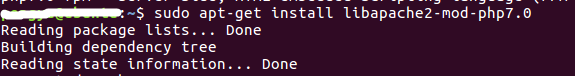 :~$ sudo apt-get install libapache2-mod-php7.0
Reading package lists... Done
Building dependency tree
Reading state information... Done